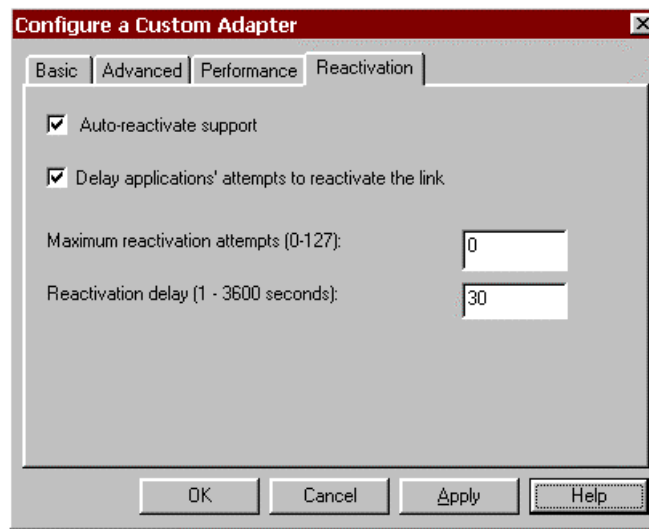 Configure a Custom Adapter
Basic Advanced Performance Reactivation
Auto-reactivate support
Delay applications' attempts to reactivate the link
Maximum reactivation attempts (0-127): 0
Reactivation delay (1 - 3600 seconds): 30
OK Cancel Apply Help